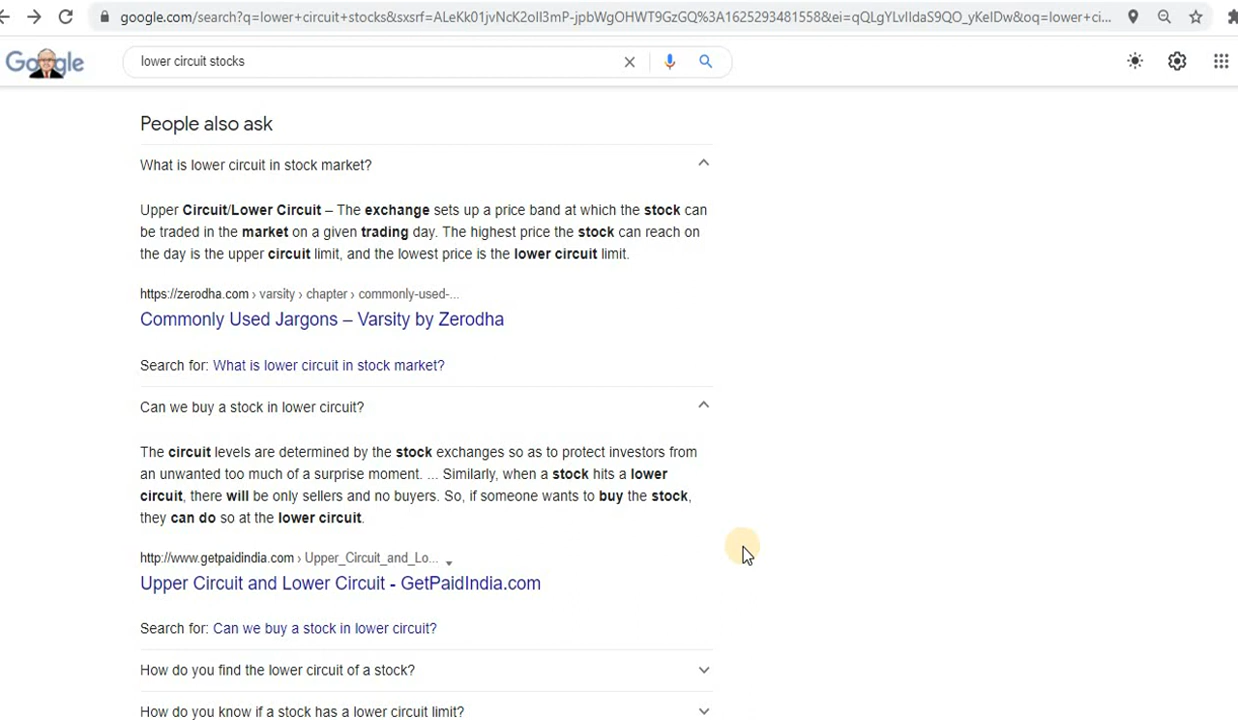 google.com/search?q=lower+circuit+stocks&sxsrf=ALeKk01jvNcK2oIl3mP-jpbWgOHWT9GzGQ%3A1625293481558&ei=qQLgYLvIIdaS9QO_yKeIDw&oq=lower+ci...
Google
lower circuit stocks
People also ask
What is lower circuit in stock market?
Upper Circuit/Lower Circuit – The exchange sets up a price band at which the stock can
be traded in the market on a given trading day. The highest price the stock can reach on
the day is the upper circuit limit, and the lowest price is the lower circuit limit.
https://zerodha.com › varsity › chapter › commonly-used-...
Commonly Used Jargons – Varsity by Zerodha
Search for: What is lower circuit in stock market?
Can we buy a stock in lower circuit?
The circuit levels are determined by the stock exchanges so as to protect investors from
an unwanted too much of a surprise moment. ... Similarly, when a stock hits a lower
circuit, there will be only sellers and no buyers. So, if someone wants to buy the stock,
they can do so at the lower circuit.
http://www.getpaidindia.com › Upper_Circuit_and_Lo...
Upper Circuit and Lower Circuit - GetPaidIndia.com
Search for: Can we buy a stock in lower circuit?
How do you find the lower circuit of a stock?
How do you know if a stock has a lower circuit limit?